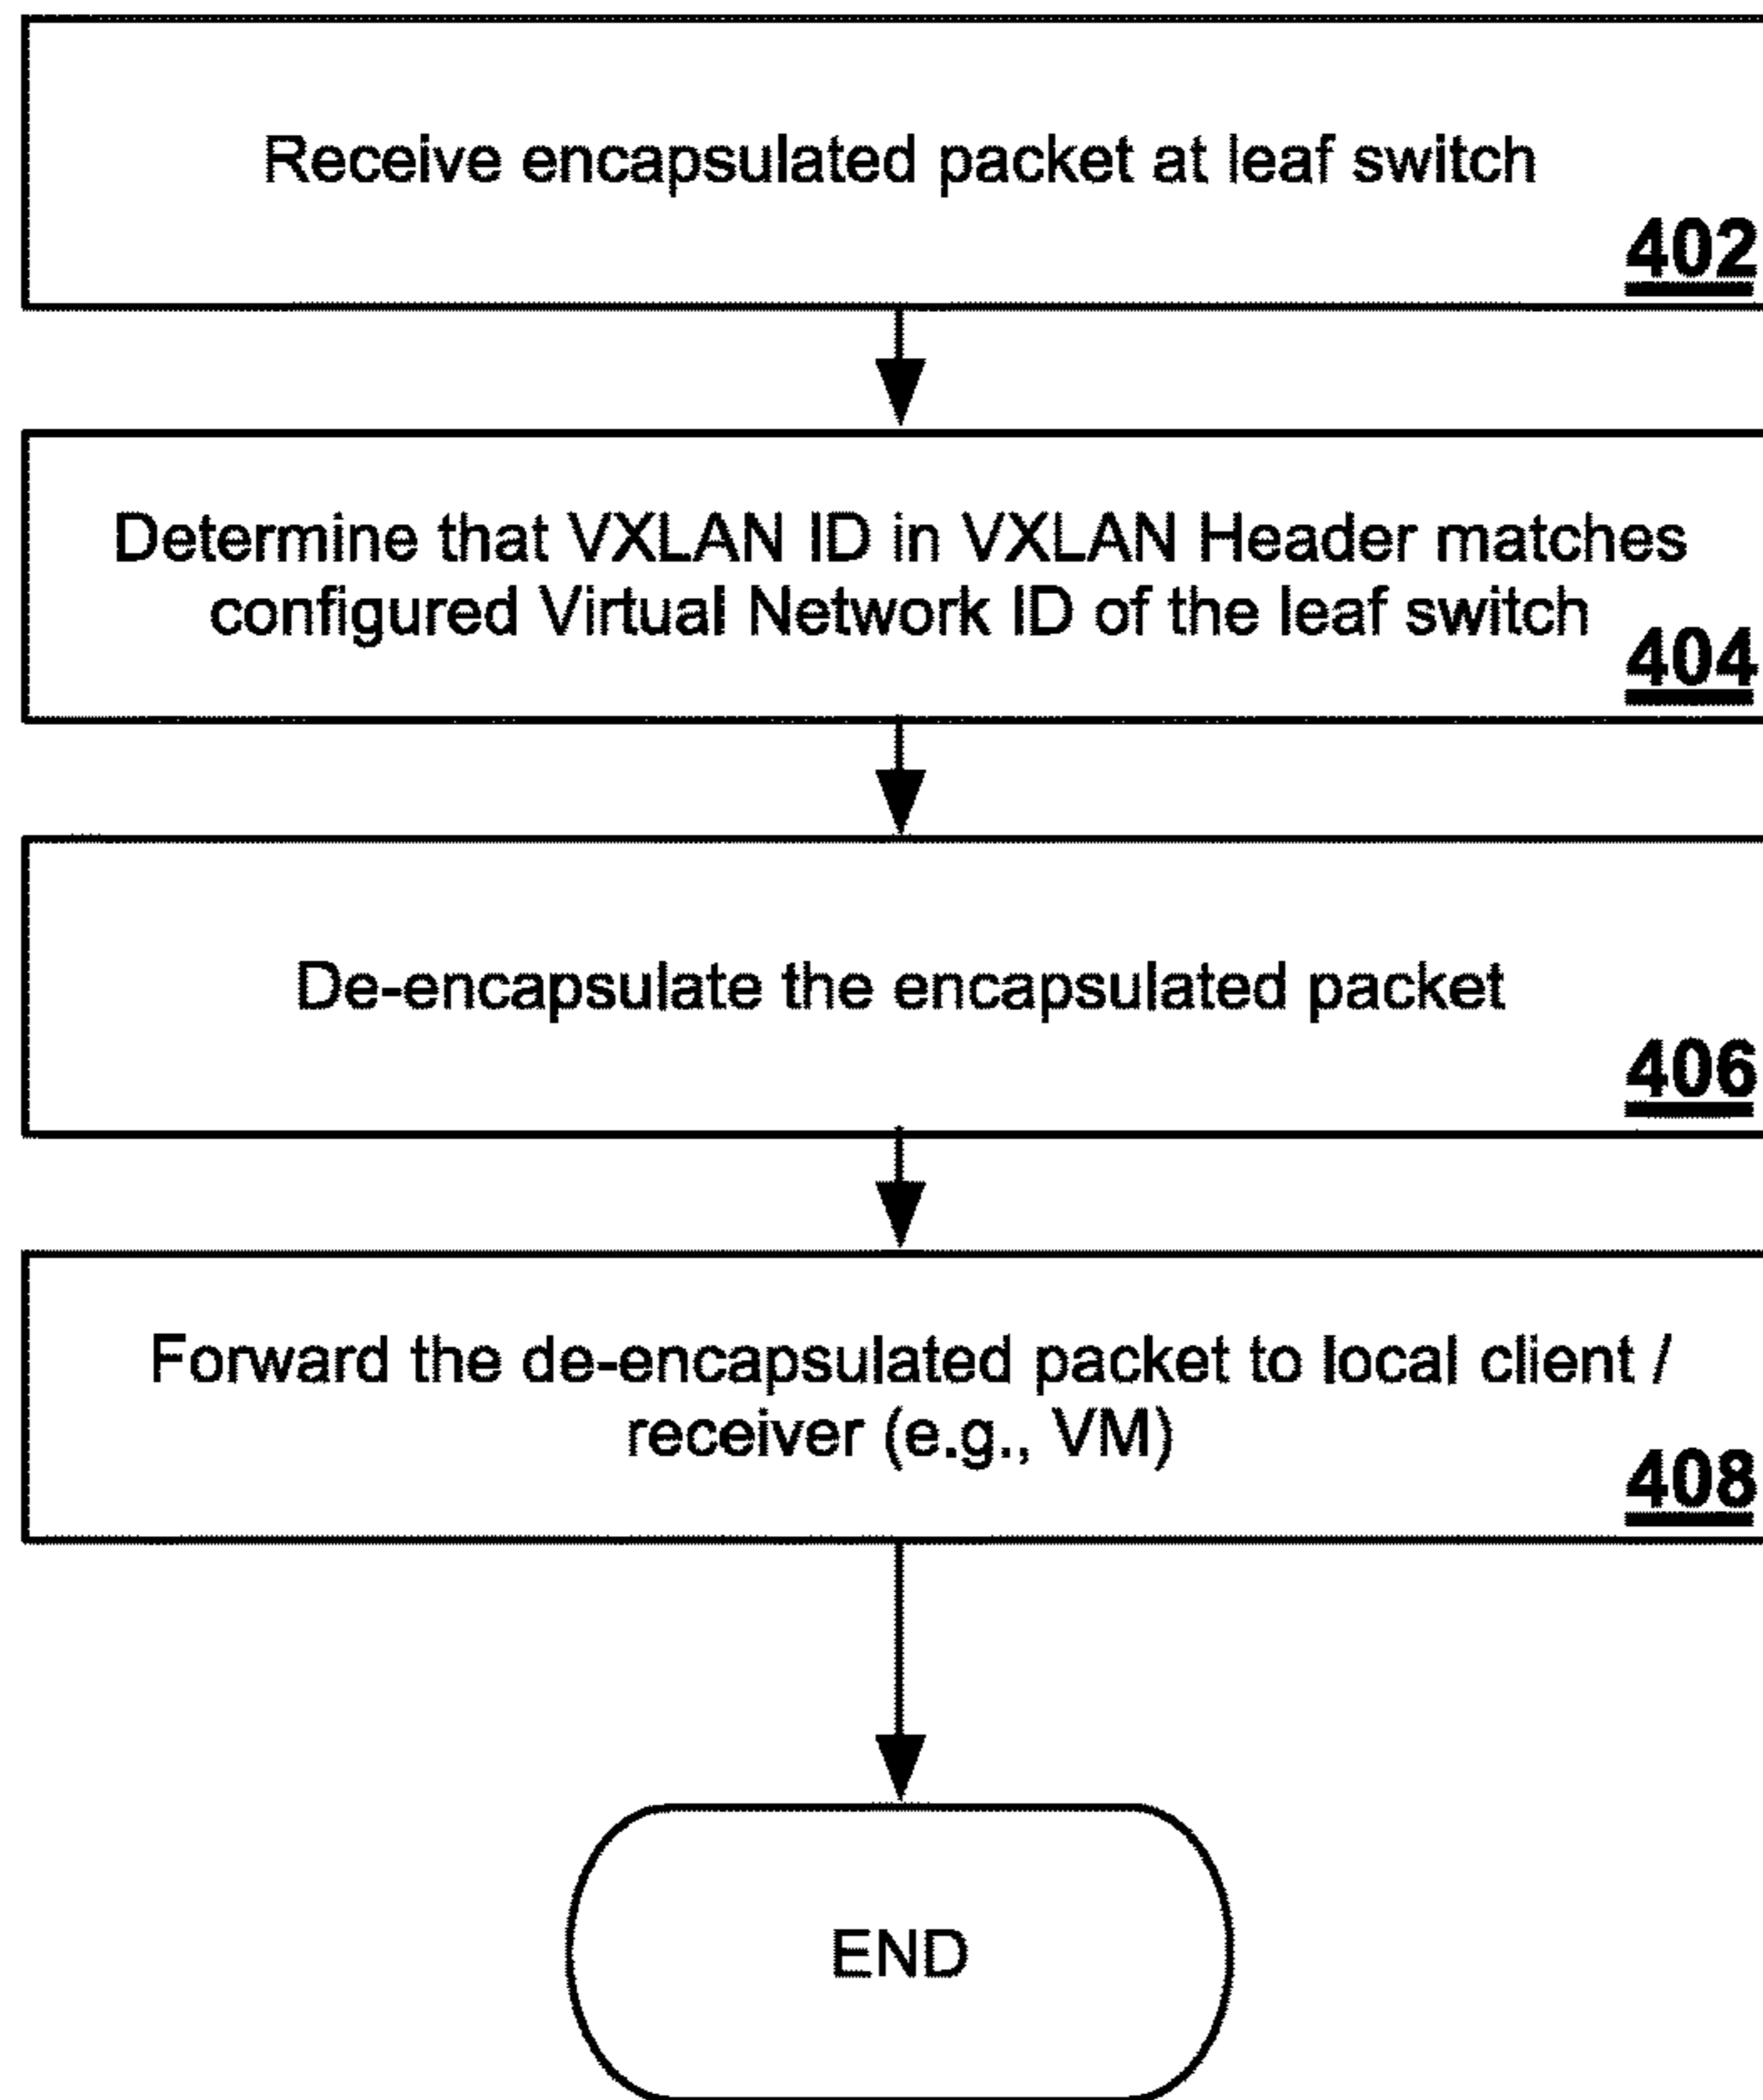 Receive encapsulated packet at leaf switch
402
Determine that VXLAN ID in VXLAN Header matches
configured Virtual Network ID of the leaf switch
404
De-encapsulate the encapsulated packet
406
Forward the de-encapsulated packet to local client /
receiver (e.g., VM)
408
END